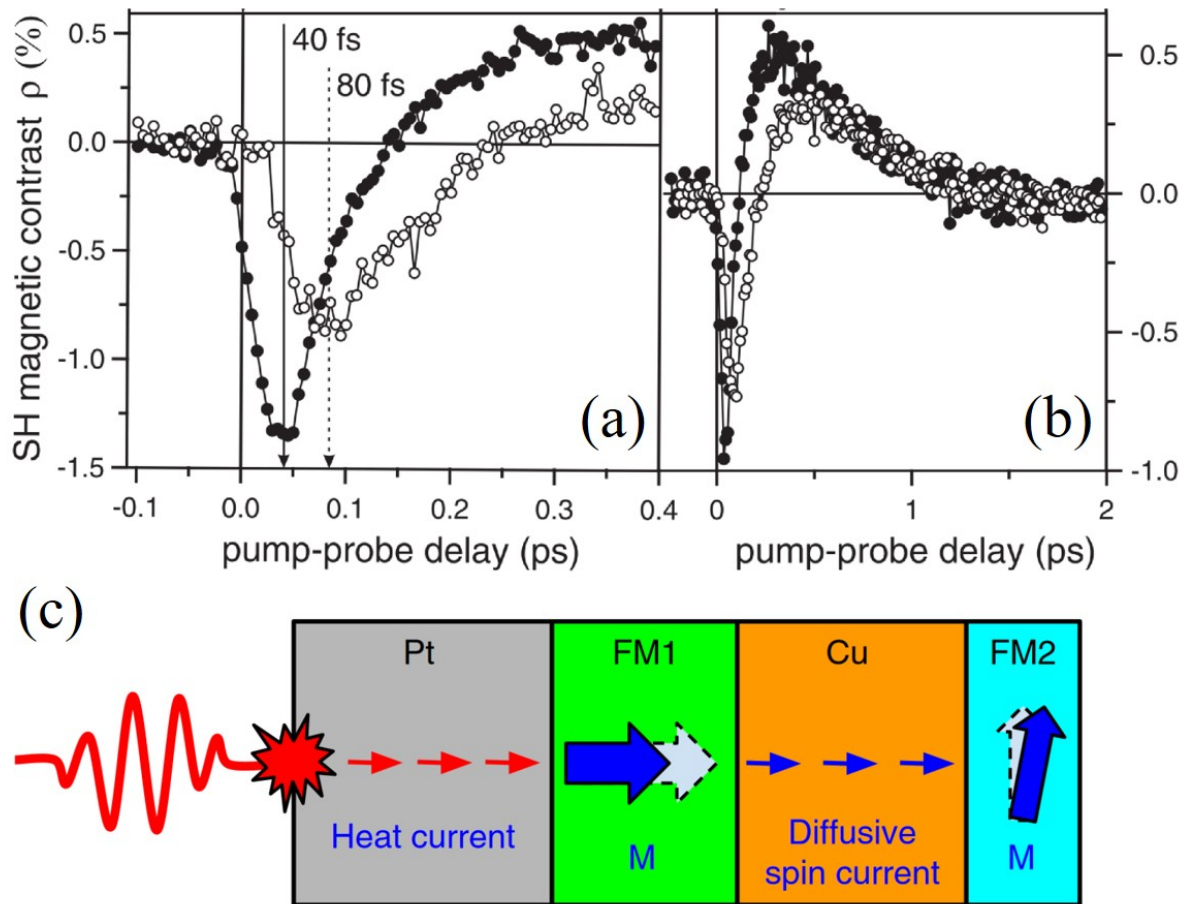 SH magnetic contrast ρ (%)
0.5
0.0
-0.5
-1.0
-1.5
40 fs
80 fs
(a)
-0.1
0.0
0.1
0.2
0.3
0.4
pump-probe delay (ps)
0.5
0.0
-0.5
-1.0
(b)
0
1
2
pump-probe delay (ps)
(c)
Pt
FM1
Cu
FM2
Heat current
M
Diffusive
spin current
M